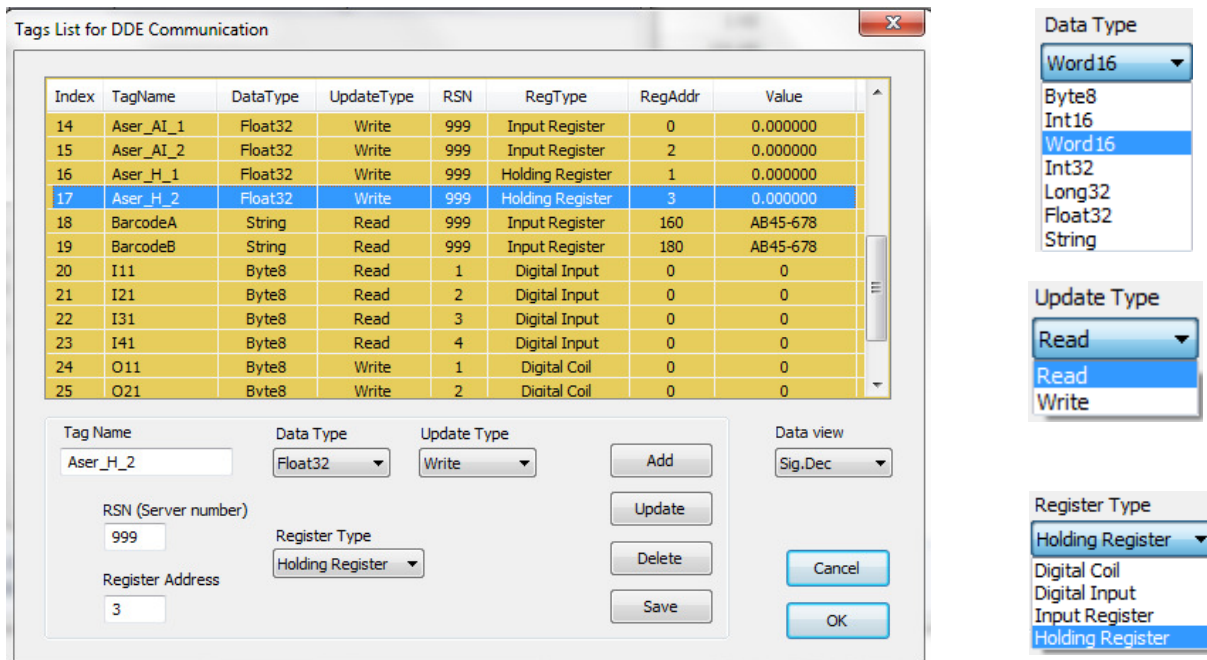 Tags List for DDE Communication
Index TagName DataType UpdateType RSN RegType RegAddr Value
14 Aser_AI_1 Float32 Write 999 Input Register 0 0.000000
15 Aser_AI_2 Float32 Write 999 Input Register 2 0.000000
16 Aser_H_1 Float32 Write 999 Holding Register 1 0.000000
17 Aser_H_2 Float32 Write 999 Holding Register 3 0.000000
18 BarcodeA String Read 999 Input Register 160 AB45-678
19 BarcodeB String Read 999 Input Register 180 AB45-678
20 I11 Byte8 Read 1 Digital Input 0 0
21 I21 Byte8 Read 2 Digital Input 0 0
22 I31 Byte8 Read 3 Digital Input 0 0
23 I41 Byte8 Read 4 Digital Input 0 0
24 O11 Byte8 Write 1 Digital Coil 0 0
25 O21 Byte8 Write 2 Digital Coil 0 0
Tag Name Data Type Update Type Data view
Aser_H_2 Float32 Write Add Sig.Dec
RSN (Server number) Update
999 Register Type
Holding Register Delete Cancel
Register Address
3 Save OK
Data Type
Word16
Byte8
Int16
Word16
Int32
Long32
Float32
String
Update Type
Read
Read
Write
Register Type
Holding Register
Digital Coil
Digital Input
Input Register
Holding Register